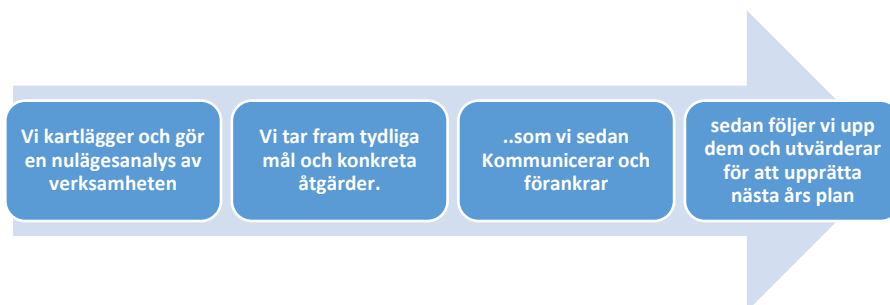 Vi kartlägger och gör
en nulägesanalys av
verksamheten
Vi tar fram tydliga
mål och konkreta
åtgärder.
..som vi sedan
Kommunicerar och
förankrar
sedan följer vi upp
dem och utvärderar
för att upprätta
nästa års plan